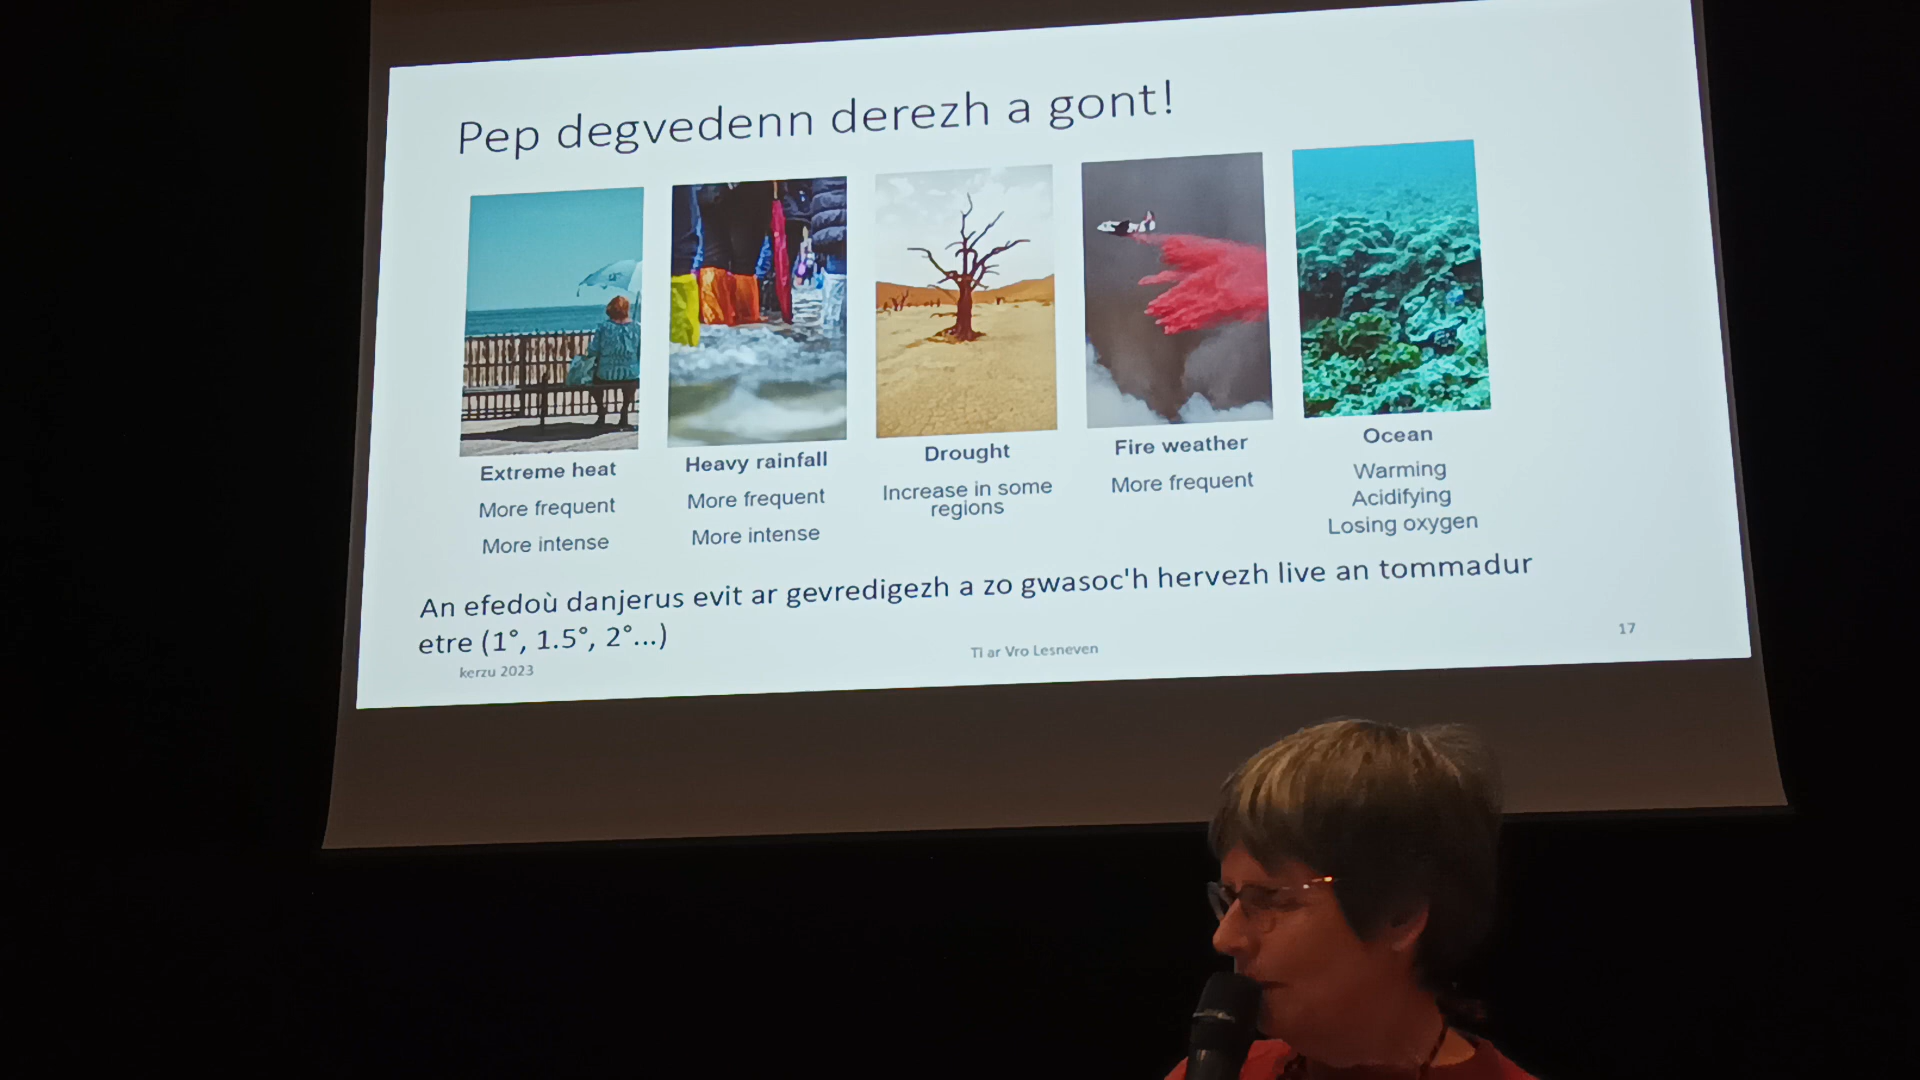 Pep degvedenn derezh a gont!
Extreme heat
More frequent
More intense
Heavy rainfall
More frequent
More intense
Drought
Increase in some
regions
Fire weather
More frequent
Ocean
Warming
Acidifying
Losing oxygen
An efedoù danjerus evit ar gevredigezh a zo gwasoc'h hervezh live an tommadur
etre (1°, 1.5°, 2°...)
kerzu 2023
Ti ar Vro Lesneven
17